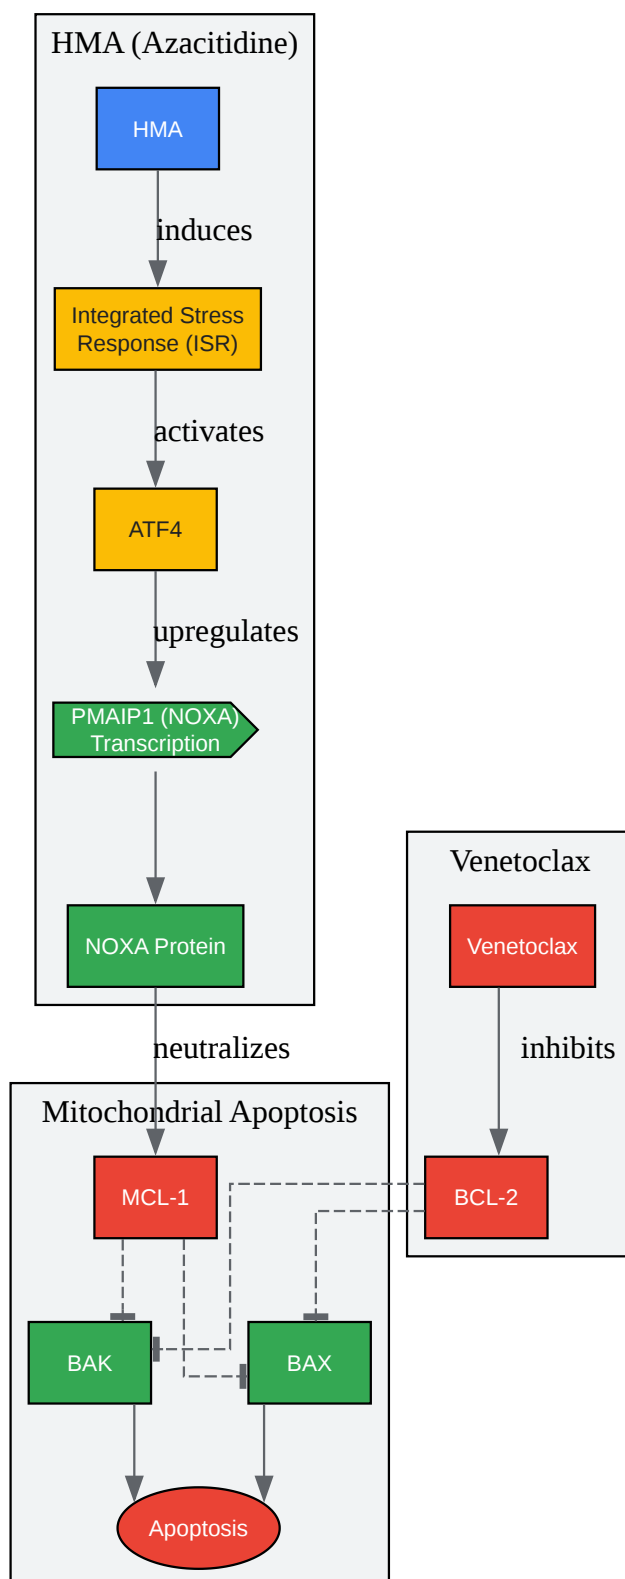 HMA (Azacitidine)
HMA
induces
Integrated Stress
Response (ISR)
activates
ATF4
upregulates
PMAIP1 (NOXA)
Transcription
NOXA Protein
neutralizes
Venetoclax
Venetoclax
inhibits
BCL-2
Mitochondrial Apoptosis
MCL-1
BAK
BAX
Apoptosis